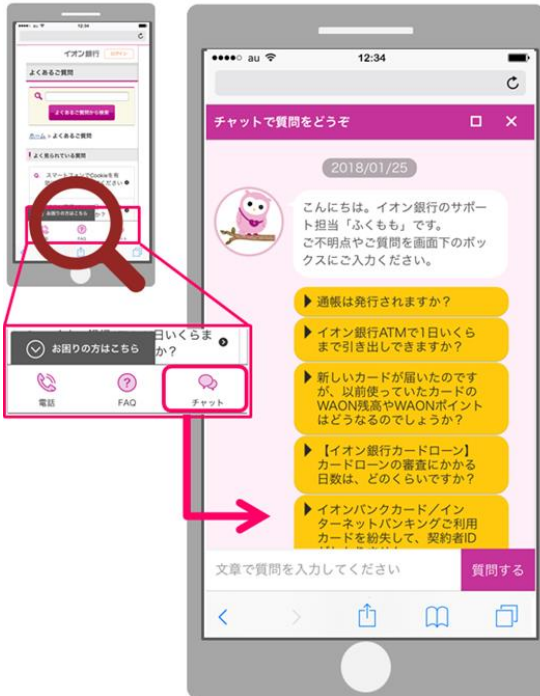 au 12:34
イオン銀行 ログイン
よくあるご質問
よくあるご質問から検索
ホーム > よくあるご質問
よく見られている質問
Q スマートフォンでCookieを有
ください
お困りの方はこちら
か?
FAQ
日いくらま
お困りの方はこちら
か?
電話
FAQ
チャット
au 12:34
チャットで質問をどうぞ
2018/01/25
こんにちは。イオン銀行のサポー
ト担当「ふくもも」です。
ご不明点やご質問を画面下のボッ
クスにご入力ください。
通帳は発行されますか?
イオン銀行ATMで1日いくら
まで引き出しできますか?
新しいカードが届いたのです
が、以前使っていたカードの
WAON残高やWAONポイント
はどうなるのでしょうか?
【イオン銀行カードローン】
カードローンの審査にかかる
日数は、どのくらいですか?
イオンバンクカード/イン
ターネットバンキングご利用
カードを紛失して、契約者ID
文章で質問を入力してください
質問する